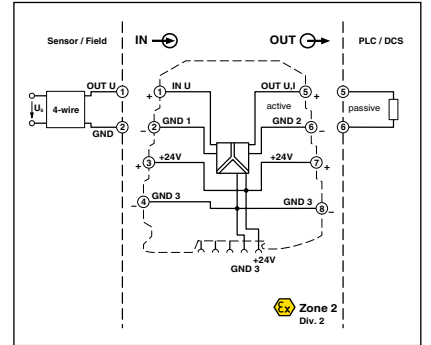 Sensor / Field
IN
OUT
PLC / DCS
OUT U
1
+
1
IN U
OUT U,I
5
+
5
Ua
4-wire
active
passive
GND
2
–
2
GND 1
GND 2
6
–
6
+
3
+24V
+24V
7
+
–
4
GND 3
GND 3
8
–
+24V
GND 3
Ex
Zone 2
Div. 2